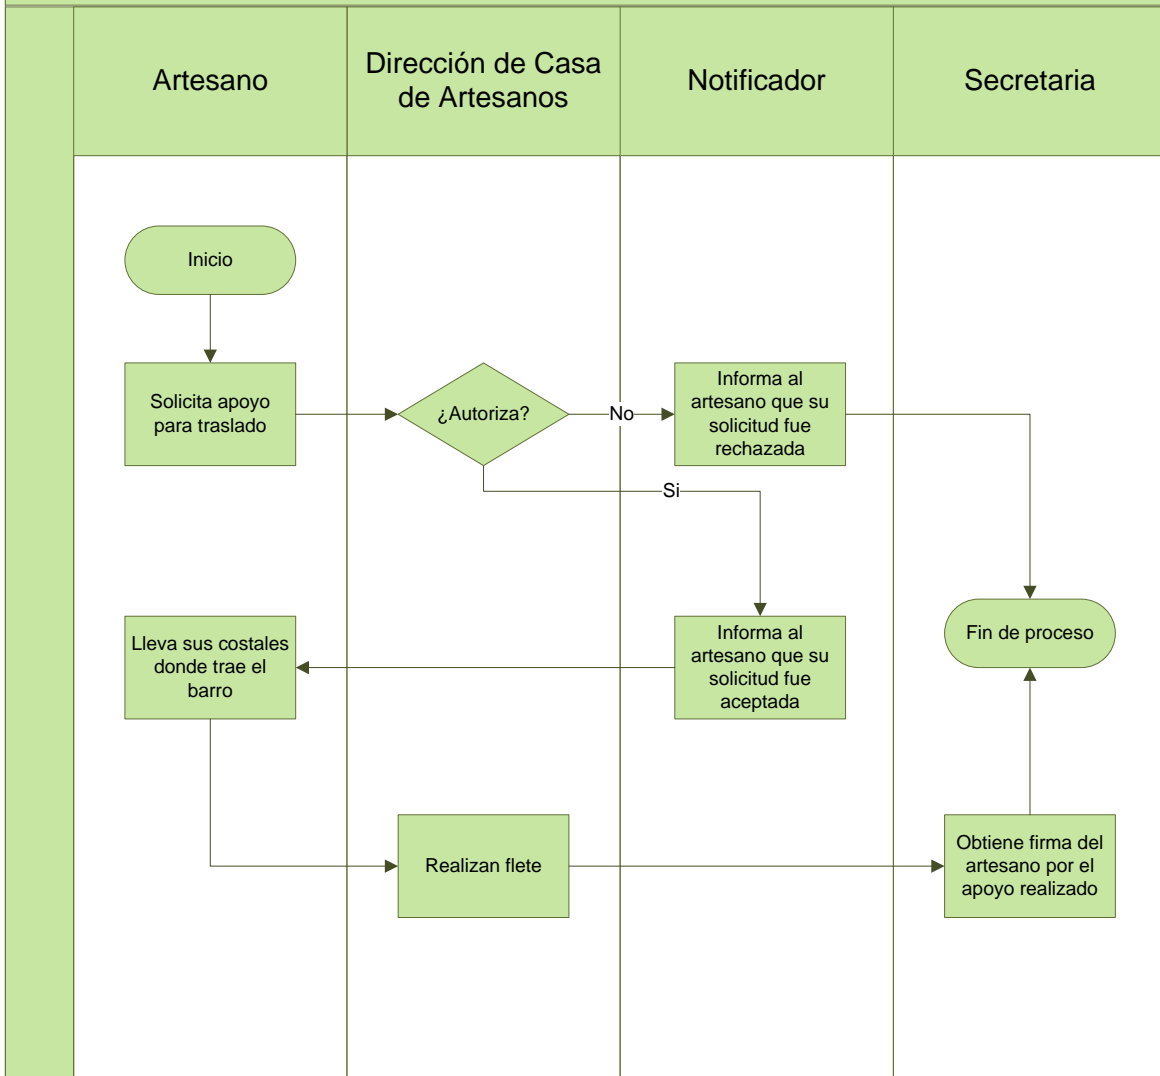 Artesano
Dirección de Casa
de Artesanos
Notificador
Secretaria
Inicio
Solicita apoyo
para traslado
¿Autoriza?
No
Informa al
artesano que su
solicitud fue
rechazada
Si
Lleva sus costales
donde trae el
barro
Informa al
artesano que su
solicitud fue
aceptada
Fin de proceso
Realizan flete
Obtiene firma del
artesano por el
apoyo realizado